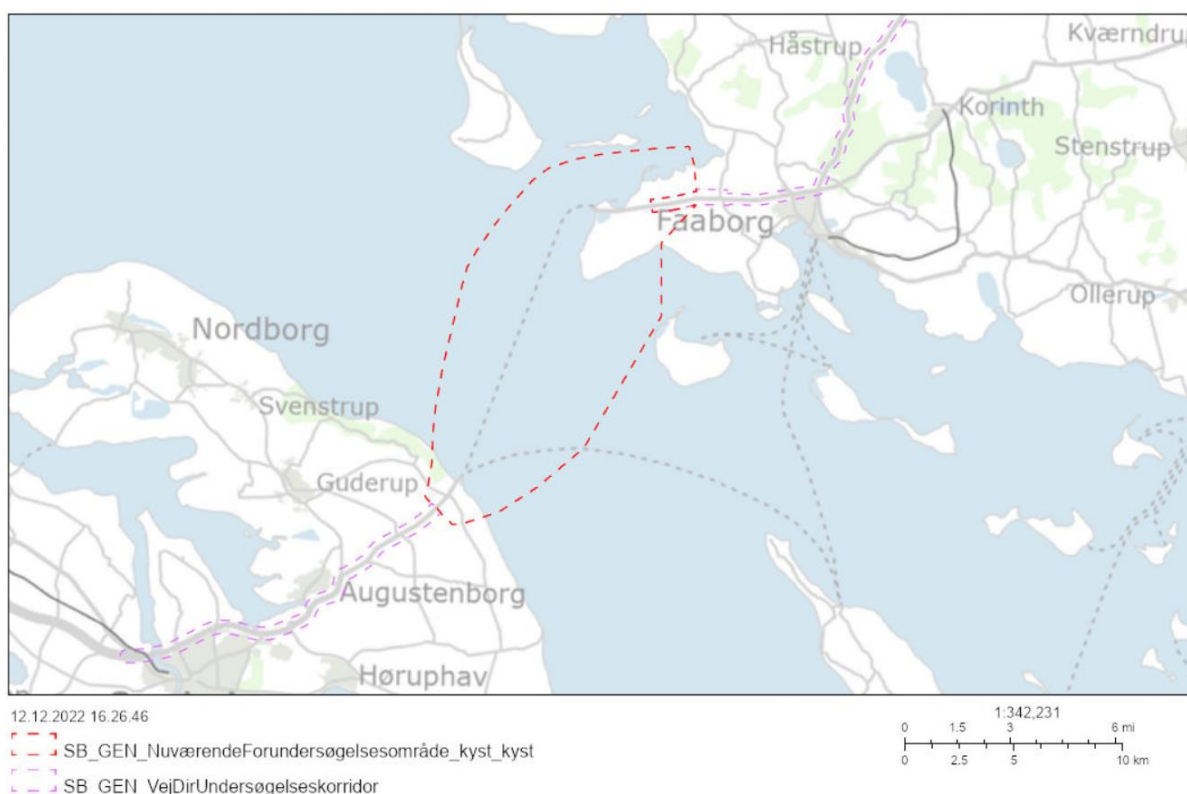 Håstrup
Kværndru
Korinth
Stenstrup
Faaborg
Ollerup
Nordborg
Svenstrup
Guderup
Augustenborg
Høruphav
12.12.2022 16.26.46
1:342,231
0 1.5 3 6 mi
0 2.5 5 10 km
SB_GEN_NuværendeForundersøgelsesområde_kyst_kyst
SB_GEN_VejDirUndersøgelseskorridor